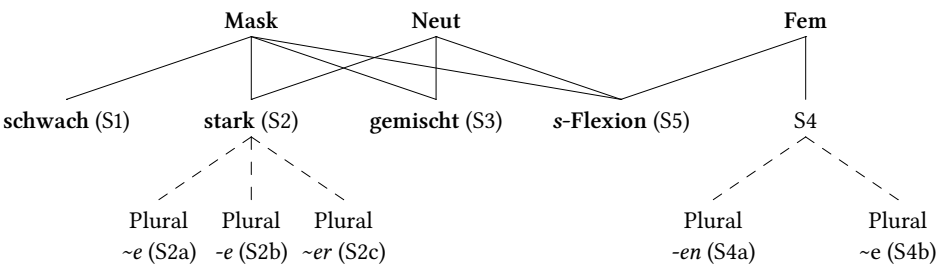 Mask Neut Fem
schwach (S1) stark (S2) gemischt (S3) s-Flexion (S5) S4
Plural Plural Plural Plural Plural
~e (S2a) -e (S2b) ~er (S2c) -en (S4a) ~e (S4b)